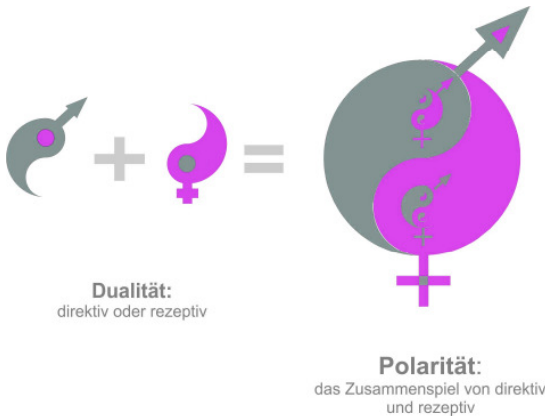 Dualität:
direktiv oder rezeptiv
Polarität:
das Zusammenspiel von direktiv
und rezeptiv